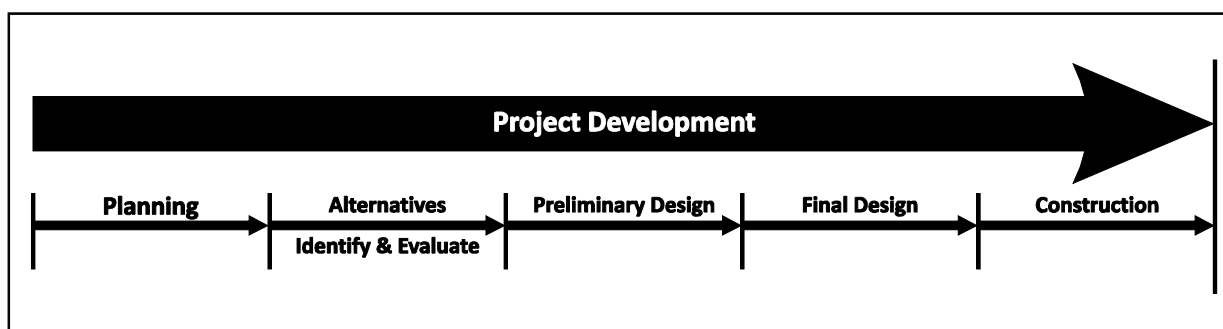 Project Development
Planning
Alternatives
Identify & Evaluate
Preliminary Design
Final Design
Construction